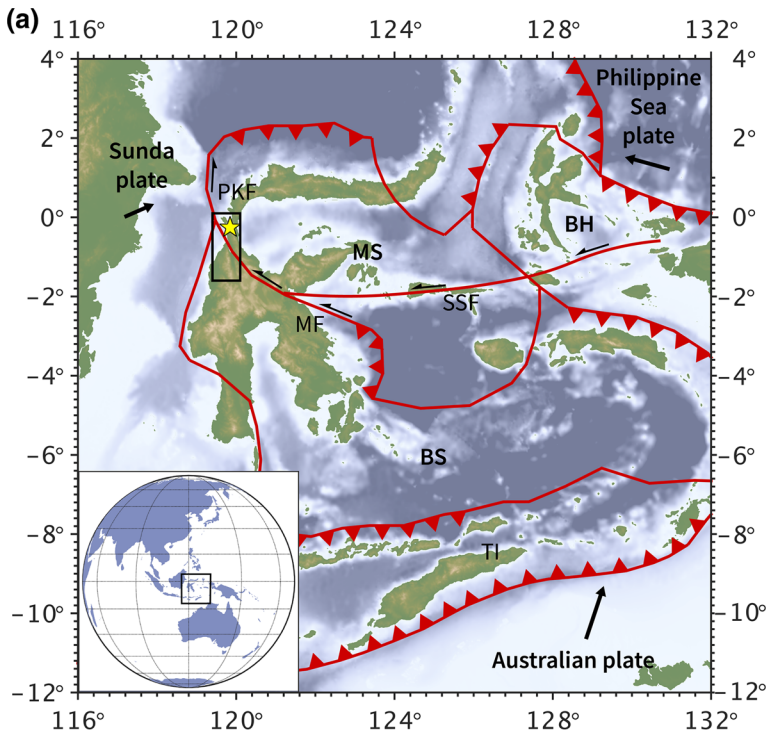 (a)
116° 120° 124° 128° 132°
4° 4°
Philippine
Sea
plate
2° 2°
Sunda
plate
PKF
0° 0°
BH
MS
−2° −2°
SSF
MF
−4° −4°
−6° −6°
BS
−8° −8°
TI
−10° −10°
Australian plate
−12° −12°
116° 120° 124° 128° 132°